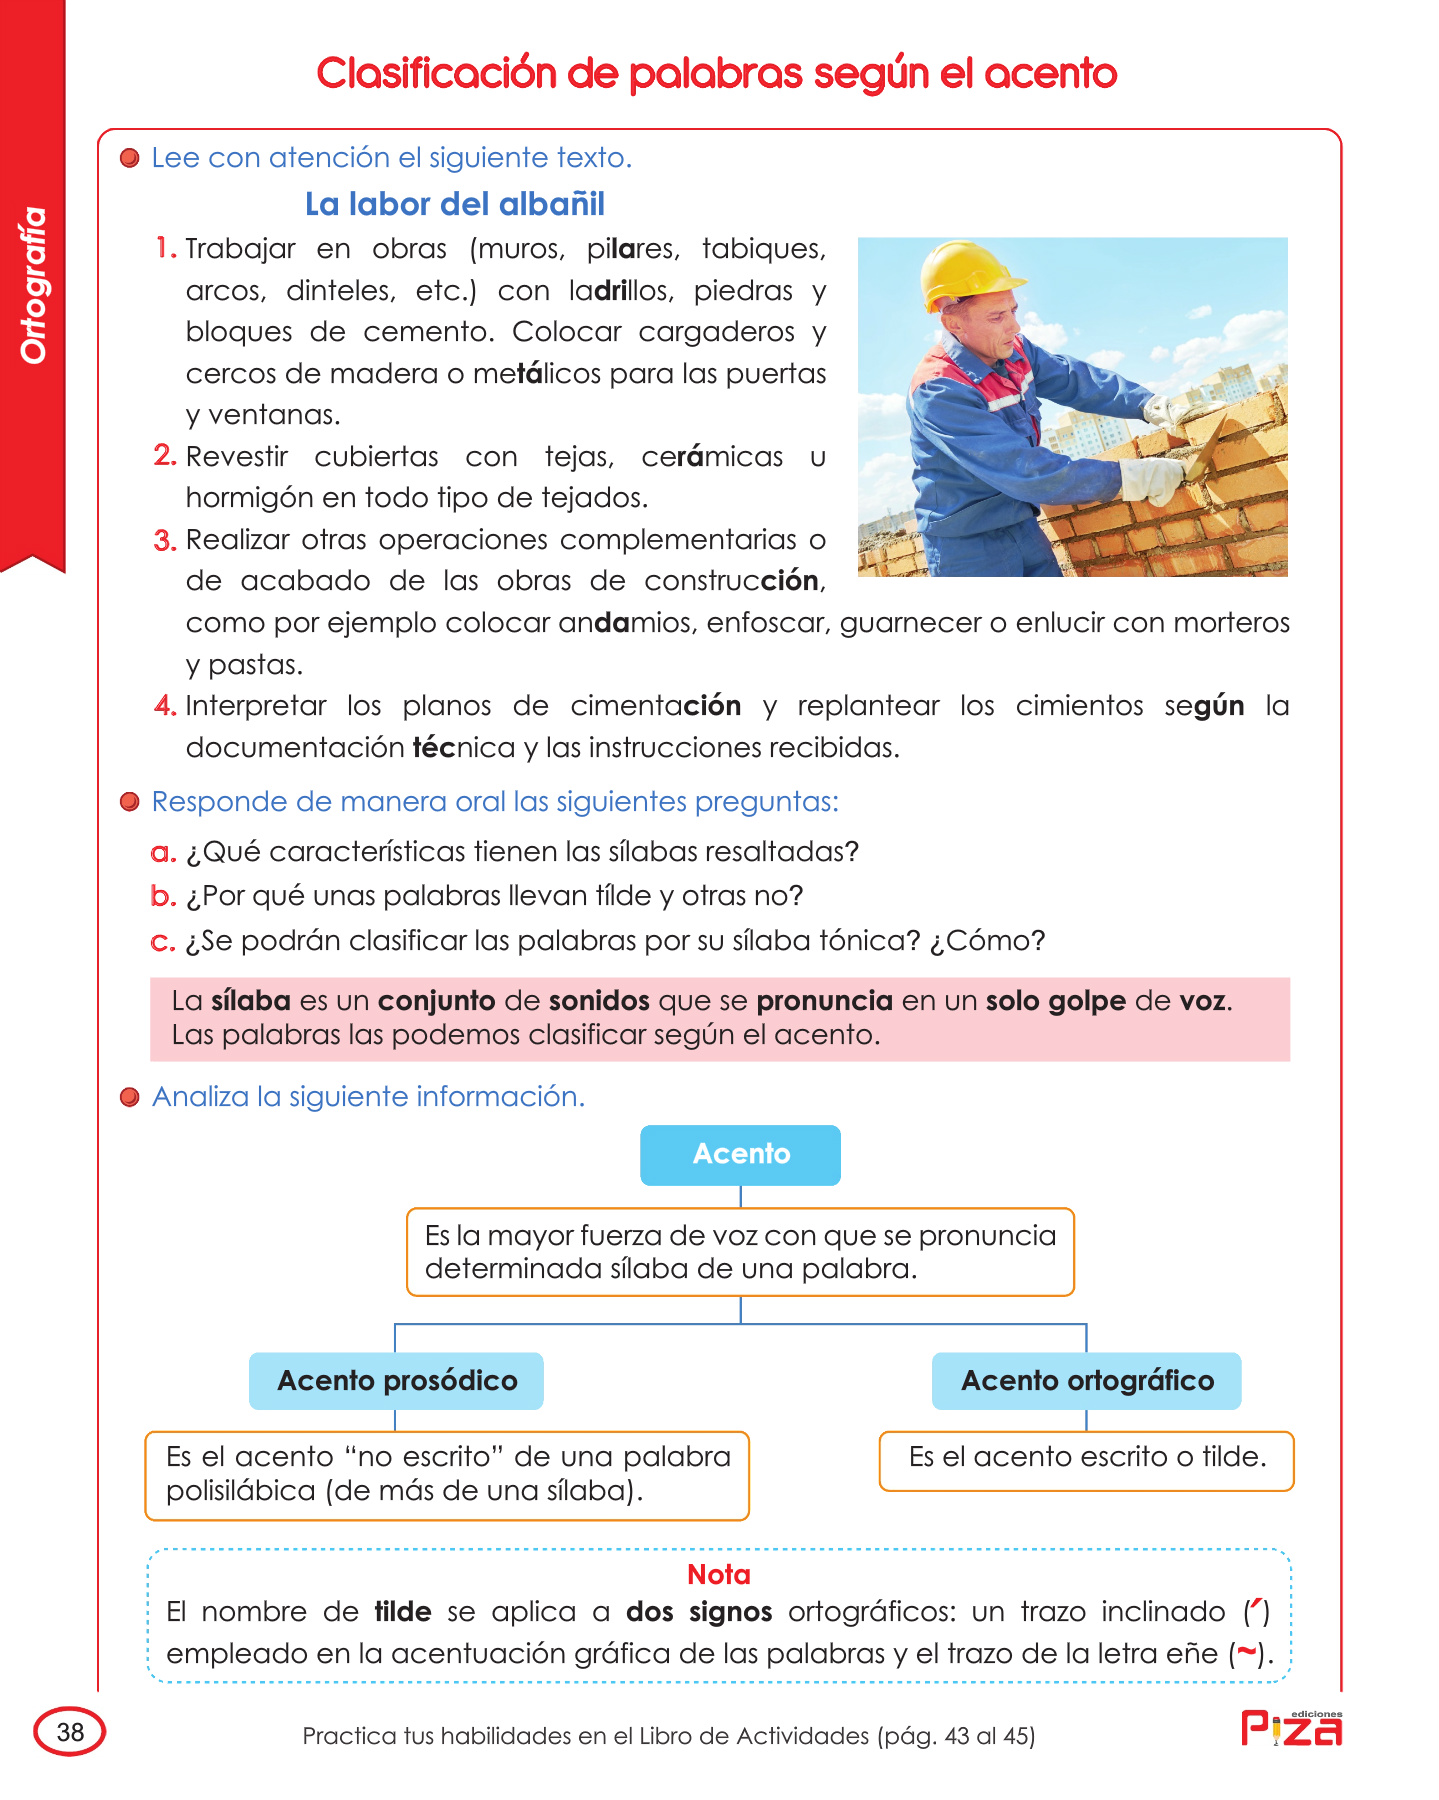 Clasificación de palabras según el acento
Ortografía
Lee con atención el siguiente texto.
La labor del albañil
1. Trabajar en obras (muros, pilares, tabiques,
arcos, dinteles, etc.) con ladrillos, piedras y
bloques de cemento. Colocar cargaderos y
cercos de madera o metálicos para las puertas
y ventanas.
2. Revestir cubiertas con tejas, cerámicas u
hormigón en todo tipo de tejados.
3. Realizar otras operaciones complementarias o
de acabado de las obras de construcción,
como por ejemplo colocar andamios, enfoscar, guarnecer o enlucir con morteros
y pastas.
4. Interpretar los planos de cimentación y replantear los cimientos según la
documentación técnica y las instrucciones recibidas.
Responde de manera oral las siguientes preguntas:
a. ¿Qué características tienen las sílabas resaltadas?
b. ¿Por qué unas palabras llevan tílde y otras no?
c. ¿Se podrán clasificar las palabras por su sílaba tónica? ¿Cómo?
La sílaba es un conjunto de sonidos que se pronuncia en un solo golpe de voz.
Las palabras las podemos clasificar según el acento.
Analiza la siguiente información.
Acento
Es la mayor fuerza de voz con que se pronuncia
determinada sílaba de una palabra.
Acento prosódico
Es el acento “no escrito” de una palabra
polisilábica (de más de una sílaba).
Acento ortográfico
Es el acento escrito o tilde.
Nota
El nombre de tilde se aplica a dos signos ortográficos: un trazo inclinado (´)
empleado en la acentuación gráfica de las palabras y el trazo de la letra eñe (~).
38
Practica tus habilidades en el Libro de Actividades (pág. 43 al 45)
ediciones
Piza